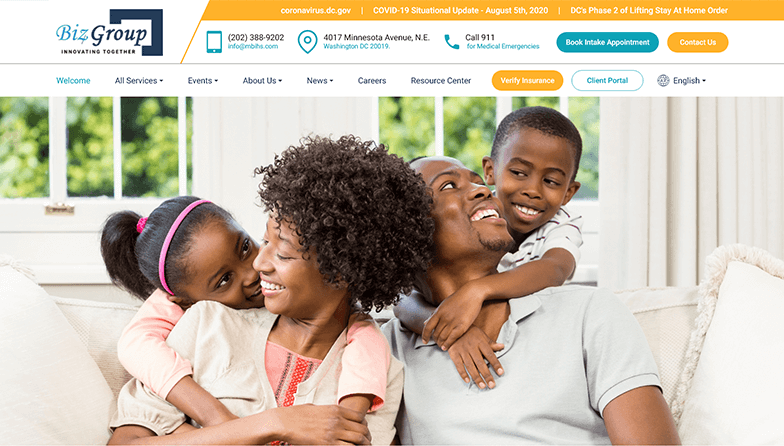 coronavirus.dc.gov | COVID-19 Situational Update - August 5th, 2020 | DC's Phase 2 of Lifting Stay At Home Order
Biz Group
INNOVATING TOGETHER
(202) 388-9202
info@mbihs.com
4017 Minnesota Avenue, N.E.
Washington DC 20019.
Call 911
for Medical Emergencies
Book Intake Appointment
Contact Us
Welcome All Services Events About Us News Careers Resource Center Verify Insurance Client Portal English